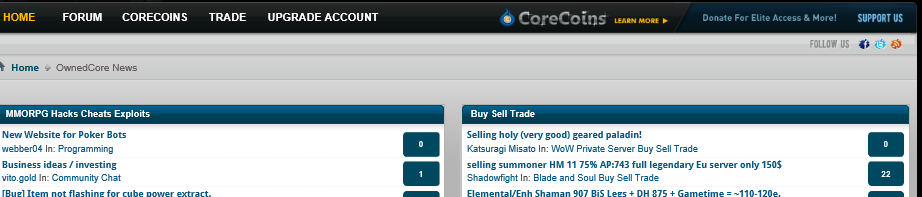 HOME FORUM CORECOINS TRADE UPGRADE ACCOUNT CoreCoins LEARN MORE Donate For Elite Access & More! SUPPORT US
FOLLOW US
Home OwnedCore News
MMORPG Hacks Cheats Exploits
New Website for Poker Bots
webber04 In: Programming
0
Business ideas / investing
vito.gold In: Community Chat
1
[Bug] Item not flashing for cube power extract.
Buy Sell Trade
Selling holy (very good) geared paladin!
Katsuragi Misato In: WoW Private Server Buy Sell Trade
0
selling summoner HM 11 75% AP:743 full legendary Eu server only 150$
Shadowfight In: Blade and Soul Buy Sell Trade
22
Elemental/Enh Shaman 907 BiS Legs + DH 875 + Gametime = ~110-120e.